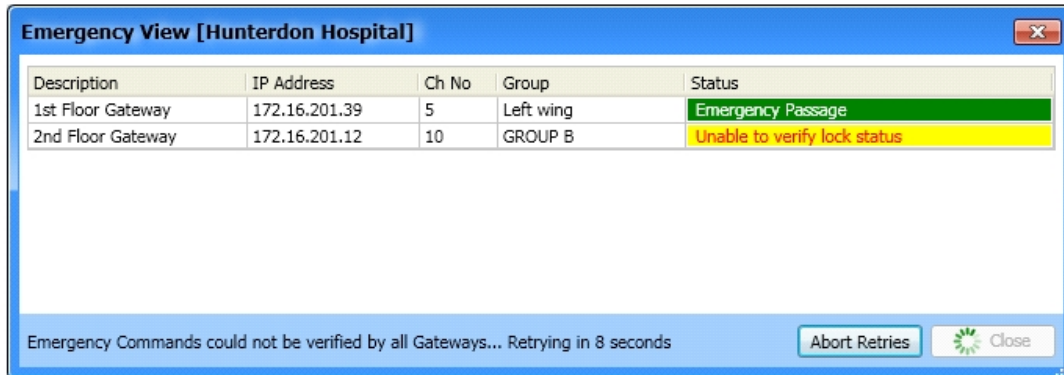 Emergency View [Hunterdon Hospital]
Description IP Address Ch No Group Status
1st Floor Gateway 172.16.201.39 5 Left wing Emergency Passage
2nd Floor Gateway 172.16.201.12 10 GROUP B Unable to verify lock status
Emergency Commands could not be verified by all Gateways... Retrying in 8 seconds Abort Retries Close